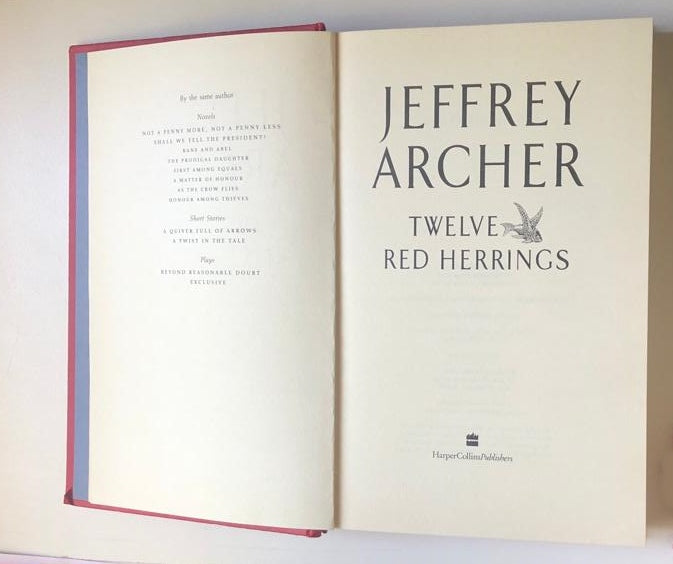 By the same author
Novels
NOT A PENNY MORE, NOT A PENNY LESS
SHALL WE TELL THE PRESIDENT?
KANE AND ABEL
THE PRODIGAL DAUGHTER
FIRST AMONG EQUALS
A MATTER OF HONOUR
AS THE CROW FLIES
HONOUR AMONG THIEVES
Short Stories
A QUIVER FULL OF ARROWS
A TWIST IN THE TALE
Plays
BEYOND REASONABLE DOUBT
EXCLUSIVE
JEFFREY
ARCHER
TWELVE
RED HERRINGS
HarperCollinsPublishers